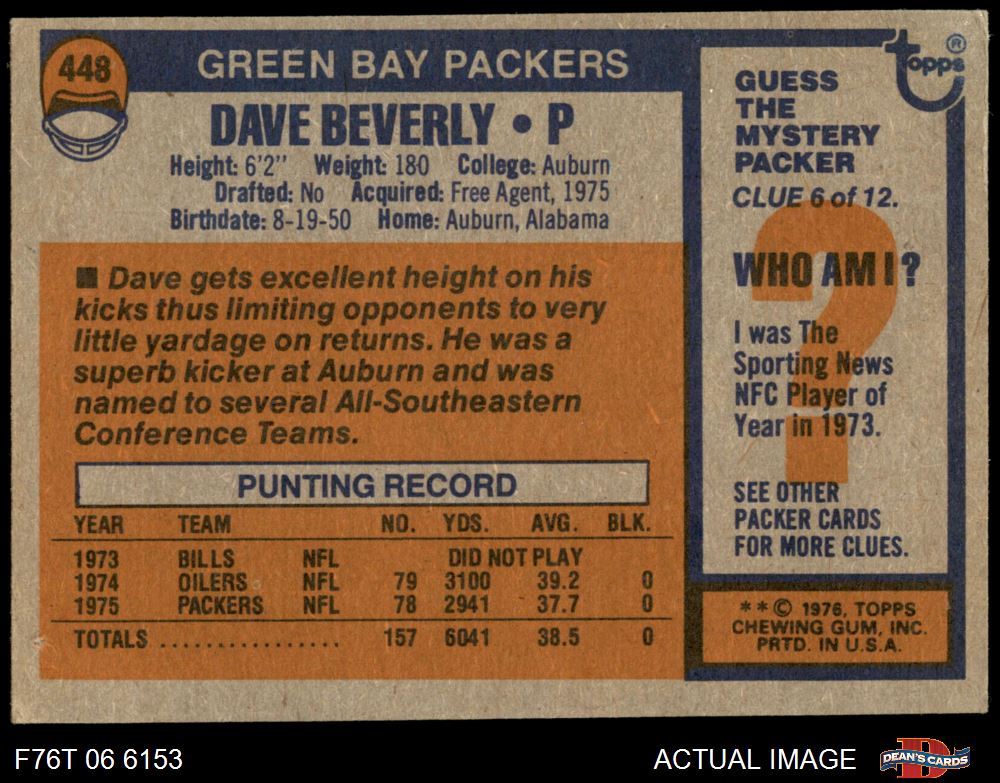 448
GREEN BAY PACKERS
DAVE BEVERLY • P
Height: 6'2" Weight: 180 College: Auburn
Drafted: No Acquired: Free Agent, 1975
Birthdate: 8-19-50 Home: Auburn, Alabama
■ Dave gets excellent height on his
kicks thus limiting opponents to very
little yardage on returns. He was a
superb kicker at Auburn and was
named to several All-Southeastern
Conference Teams.
PUNTING RECORD
YEAR TEAM NO. YDS. AVG. BLK.
1973 BILLS NFL DID NOT PLAY
1974 OILERS NFL 79 3100 39.2 0
1975 PACKERS NFL 78 2941 37.7 0
TOTALS ................. 157 6041 38.5 0
topps ®
GUESS
THE
MYSTERY
PACKER
CLUE 6 of 12.
?
WHO AM I?
I was The
Sporting News
NFC Player of
Year in 1973.
SEE OTHER
PACKER CARDS
FOR MORE CLUES.
* * © 1976, TOPPS
CHEWING GUM, INC.
PRTD. IN U.S.A.
F76T 06 6153
ACTUAL IMAGE
D
DEAN'S CARDS